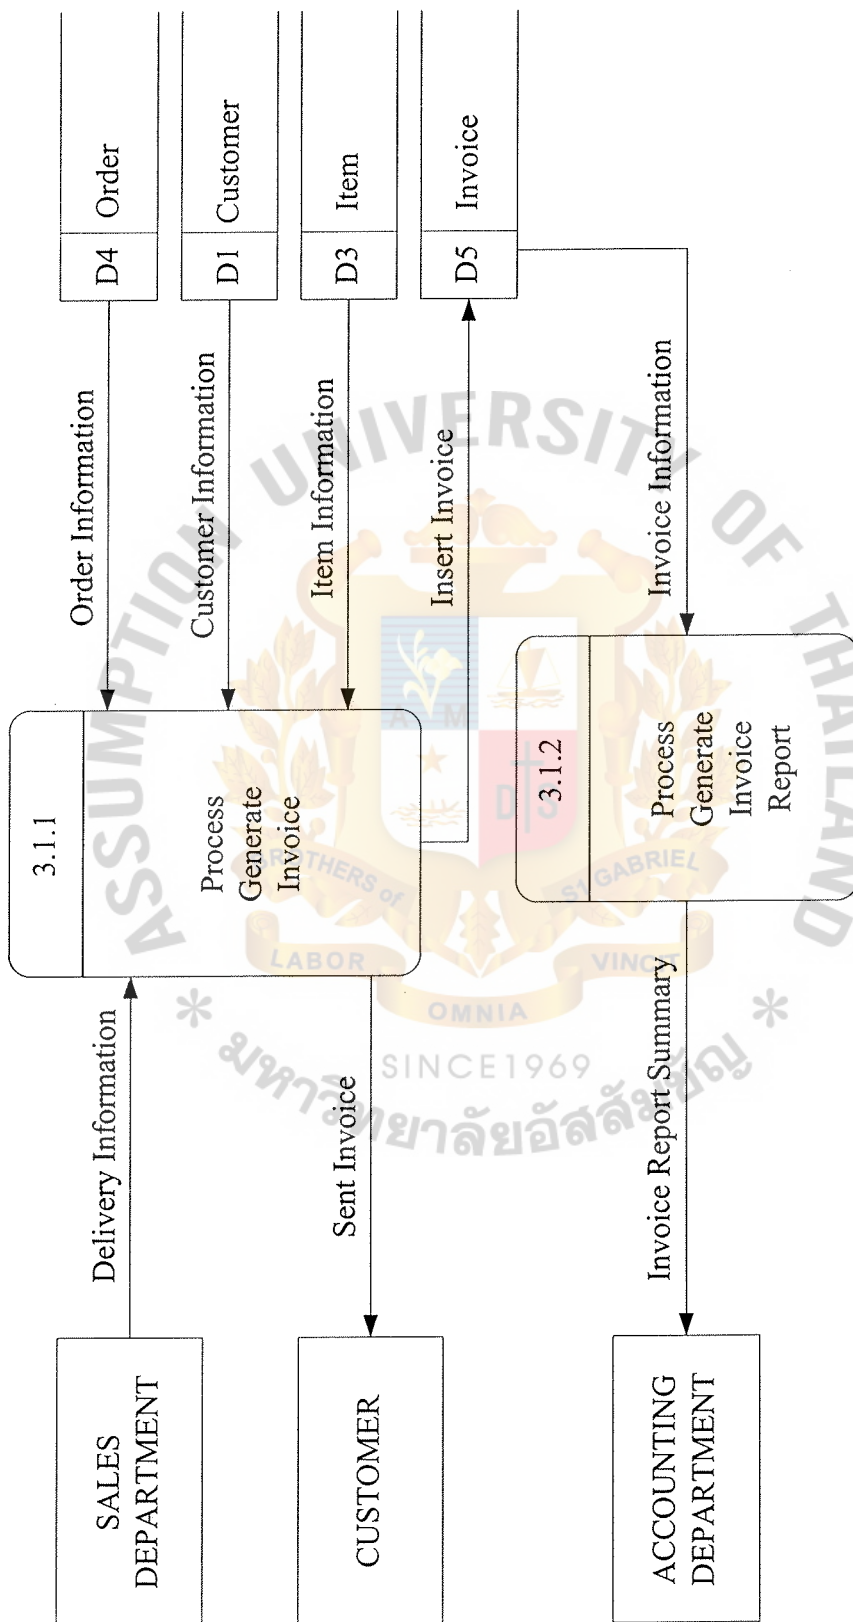 SALES
DEPARTMENT
Delivery Information
3.1.1
Process
Generate
Invoice
Order Information
D4
Order
Customer Information
D1
Customer
CUSTOMER
Sent Invoice
Item Information
D3
Item
Insert Invoice
D5
Invoice
ACCOUNTING
DEPARTMENT
Invoice Report Summary
3.1.2
Process
Generate
Invoice
Report
Invoice Information
ASSUMPTION UNIVERSITY OF THAILAND
A M
D S
BROTHERS of ST GABRIEL
LABOR
OMNIA
VINCIT
SINCE1969
* มหาวิทยาลัยอัสสัมชัญ *